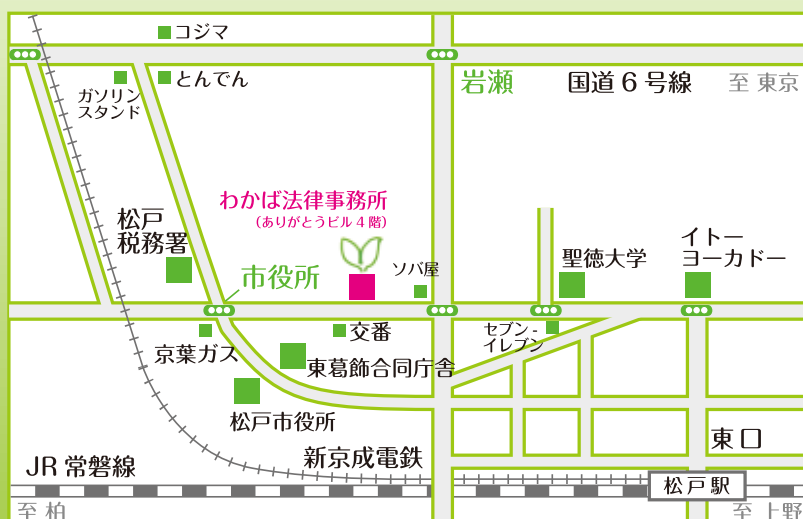 コジマ
とんでん
ガソリン
スタンド
岩瀬
国道6号線
至 東京
わかば法律事務所
(ありがとうビル4階)
松戸
税務署
市役所
ソバ屋
聖徳大学
イトー
ヨーカドー
京葉ガス
交番
セブン-
イレブン
東葛飾合同庁舎
松戸市役所
東口
JR常磐線
新京成電鉄
松戸駅
至 柏
至 上野